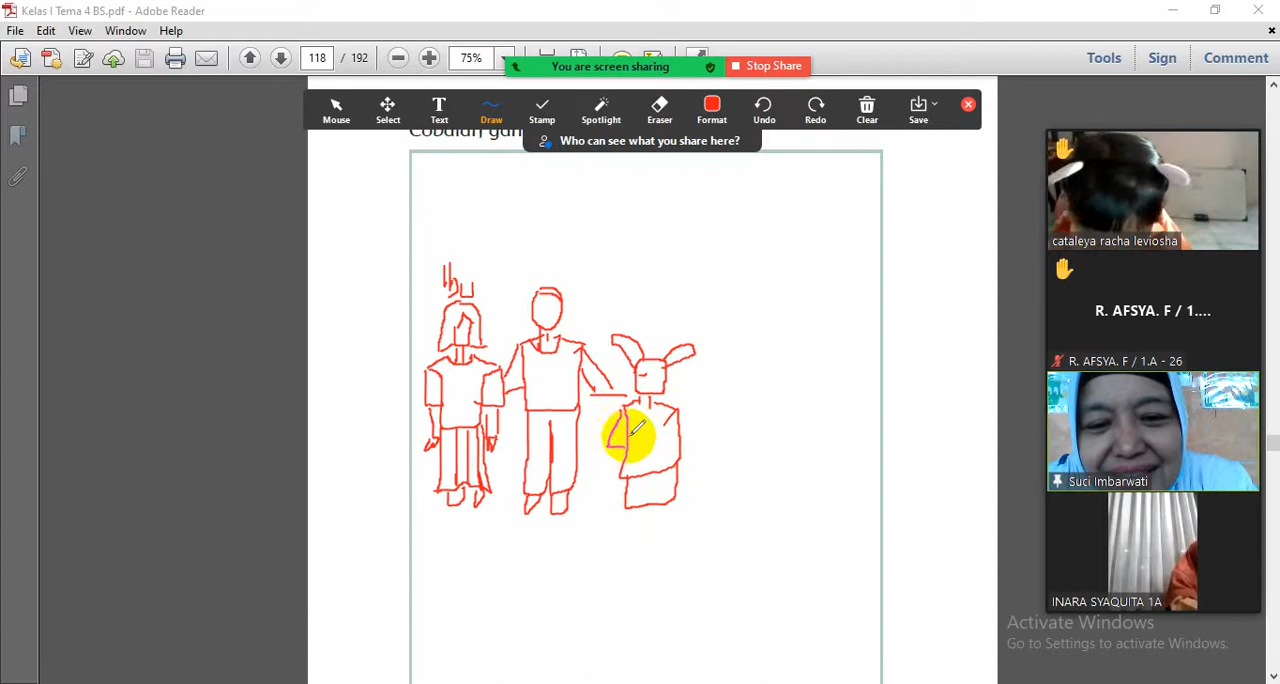 Kelas I Tema 4 BS.pdf - Adobe Reader
File Edit View Window Help
118 / 192 75% Tools Sign Comment
You are screen sharing Stop Share
Mouse Select Text Draw Stamp Spotlight Eraser Format Undo Redo Clear Save
Who can see what you share here?
Ibu
cataleya racha leviosha
R. AFSYA. F / 1....
R. AFSYA. F / 1.A - 26
Suci Imbarwati
INARA SYAQUITA 1A
Activate Windows
Go to Settings to activate Windows.